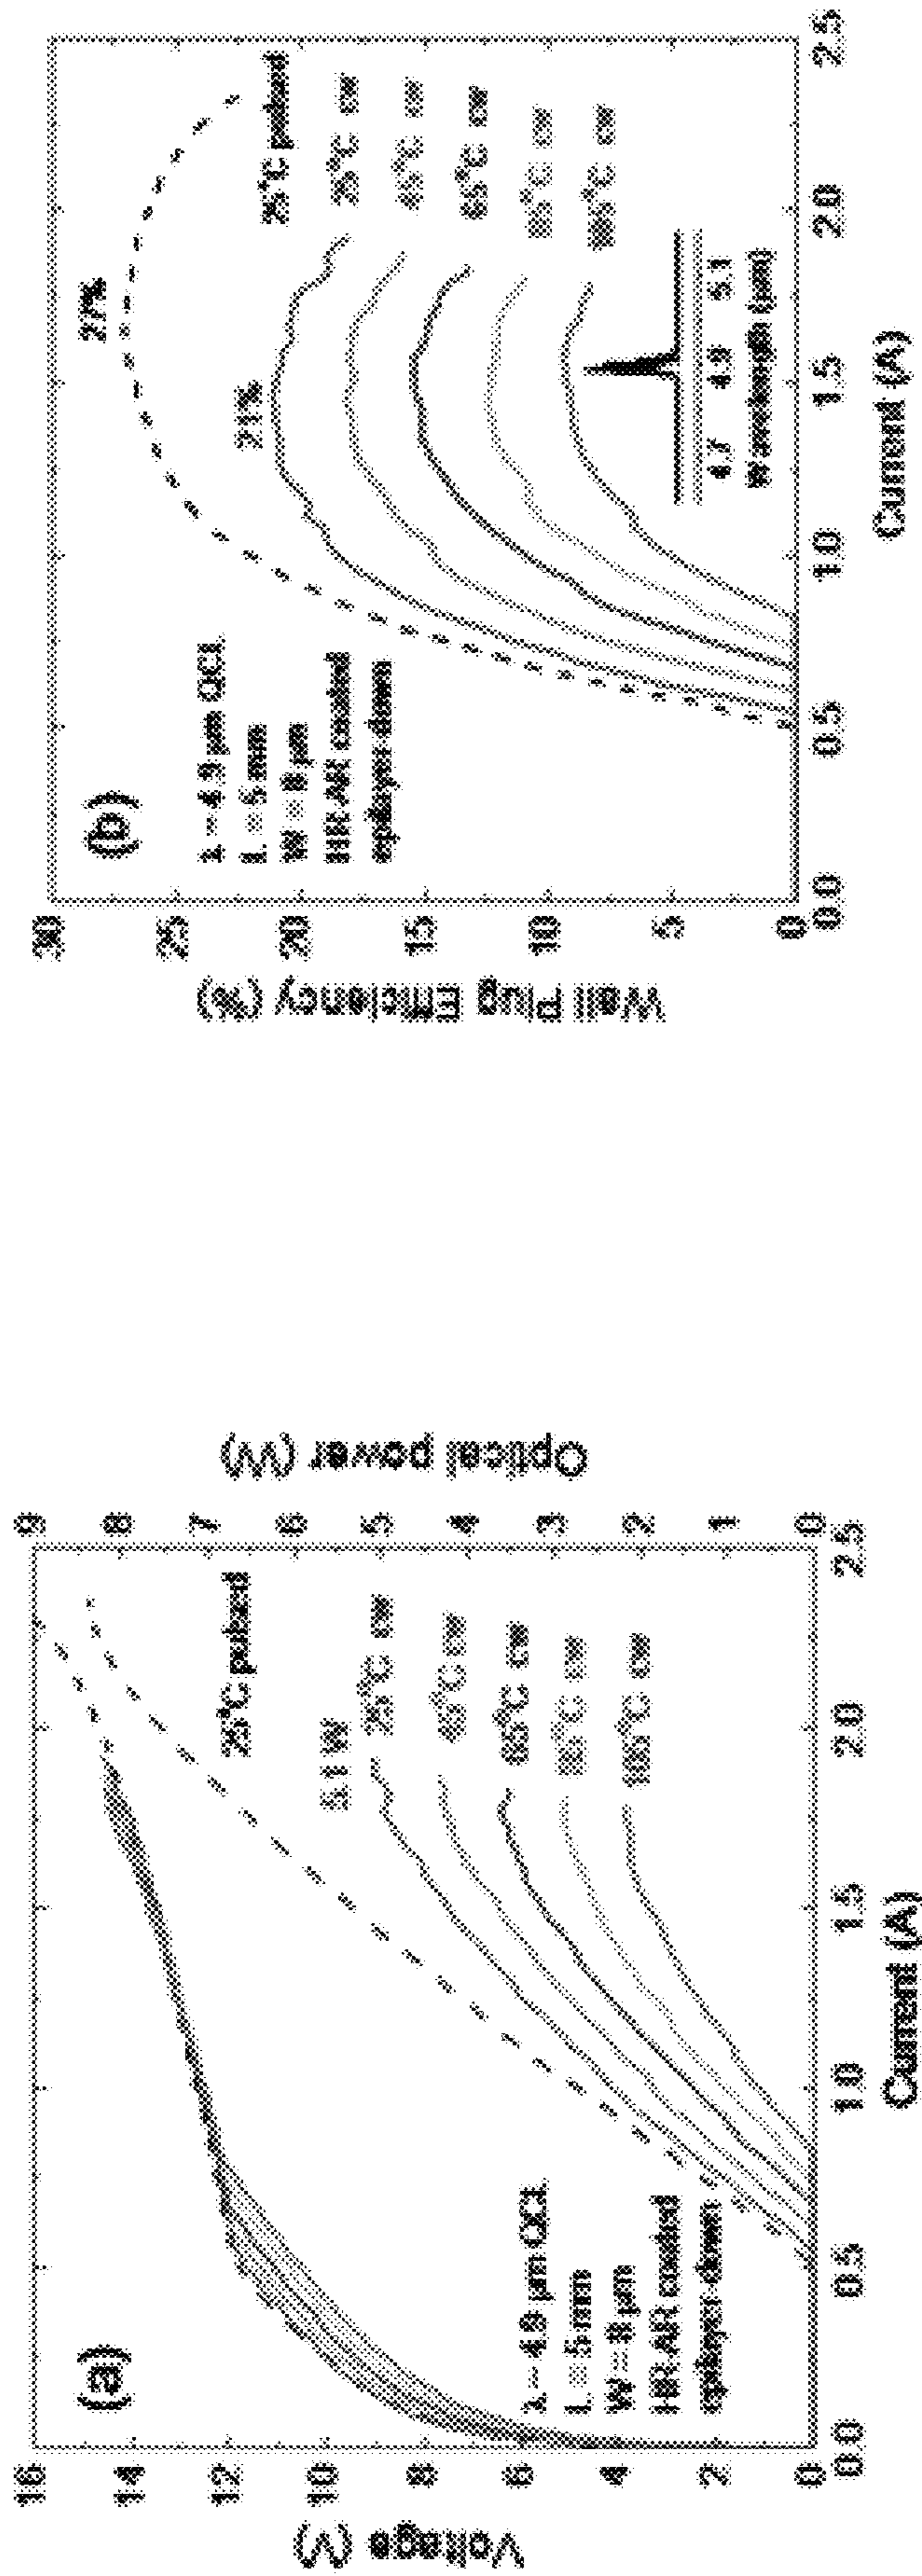 (a)
Voltage (V)
16
14
12
10
8
6
4
2
0
Optical power (W)
9
8
7
6
5
4
3
2
1
0
25°C pulsed
5.1 W
25°C cw
45°C cw
65°C cw
85°C cw
105°C cw
λ ~ 4.9 μm QCL
L = 5 mm
W = 8 μm
HR-AR coated
epilayer-down
0.0
0.5
1.0
1.5
2.0
2.5
Current (A)
(b)
Wall Plug Efficiency (%)
30
25
20
15
10
5
0
27%
21%
25°C pulsed
25°C cw
45°C cw
65°C cw
85°C cw
105°C cw
λ ~ 4.9 μm QCL
L = 5 mm
W = 8 μm
HR-AR coated
epilayer-down
4.7
4.9
5.1
Wavelength (μm)
0.0
0.5
1.0
1.5
2.0
2.5
Current (A)